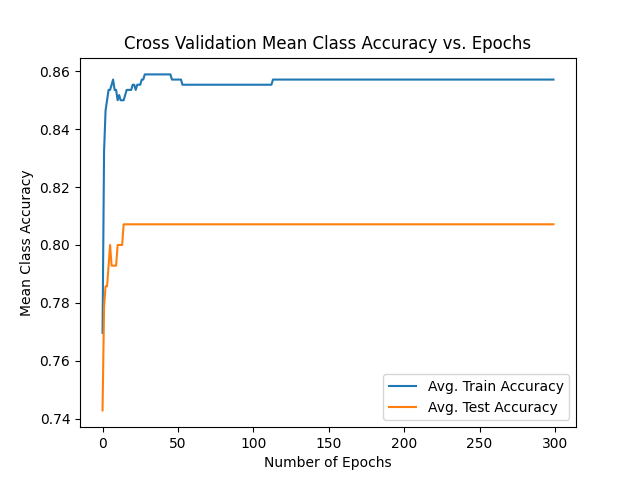 Cross Validation Mean Class Accuracy vs. Epochs
0.86
0.84
0.82
0.80
0.78
0.76
0.74
Mean Class Accuracy
Avg. Train Accuracy
Avg. Test Accuracy
0 50 100 150 200 250 300
Number of Epochs